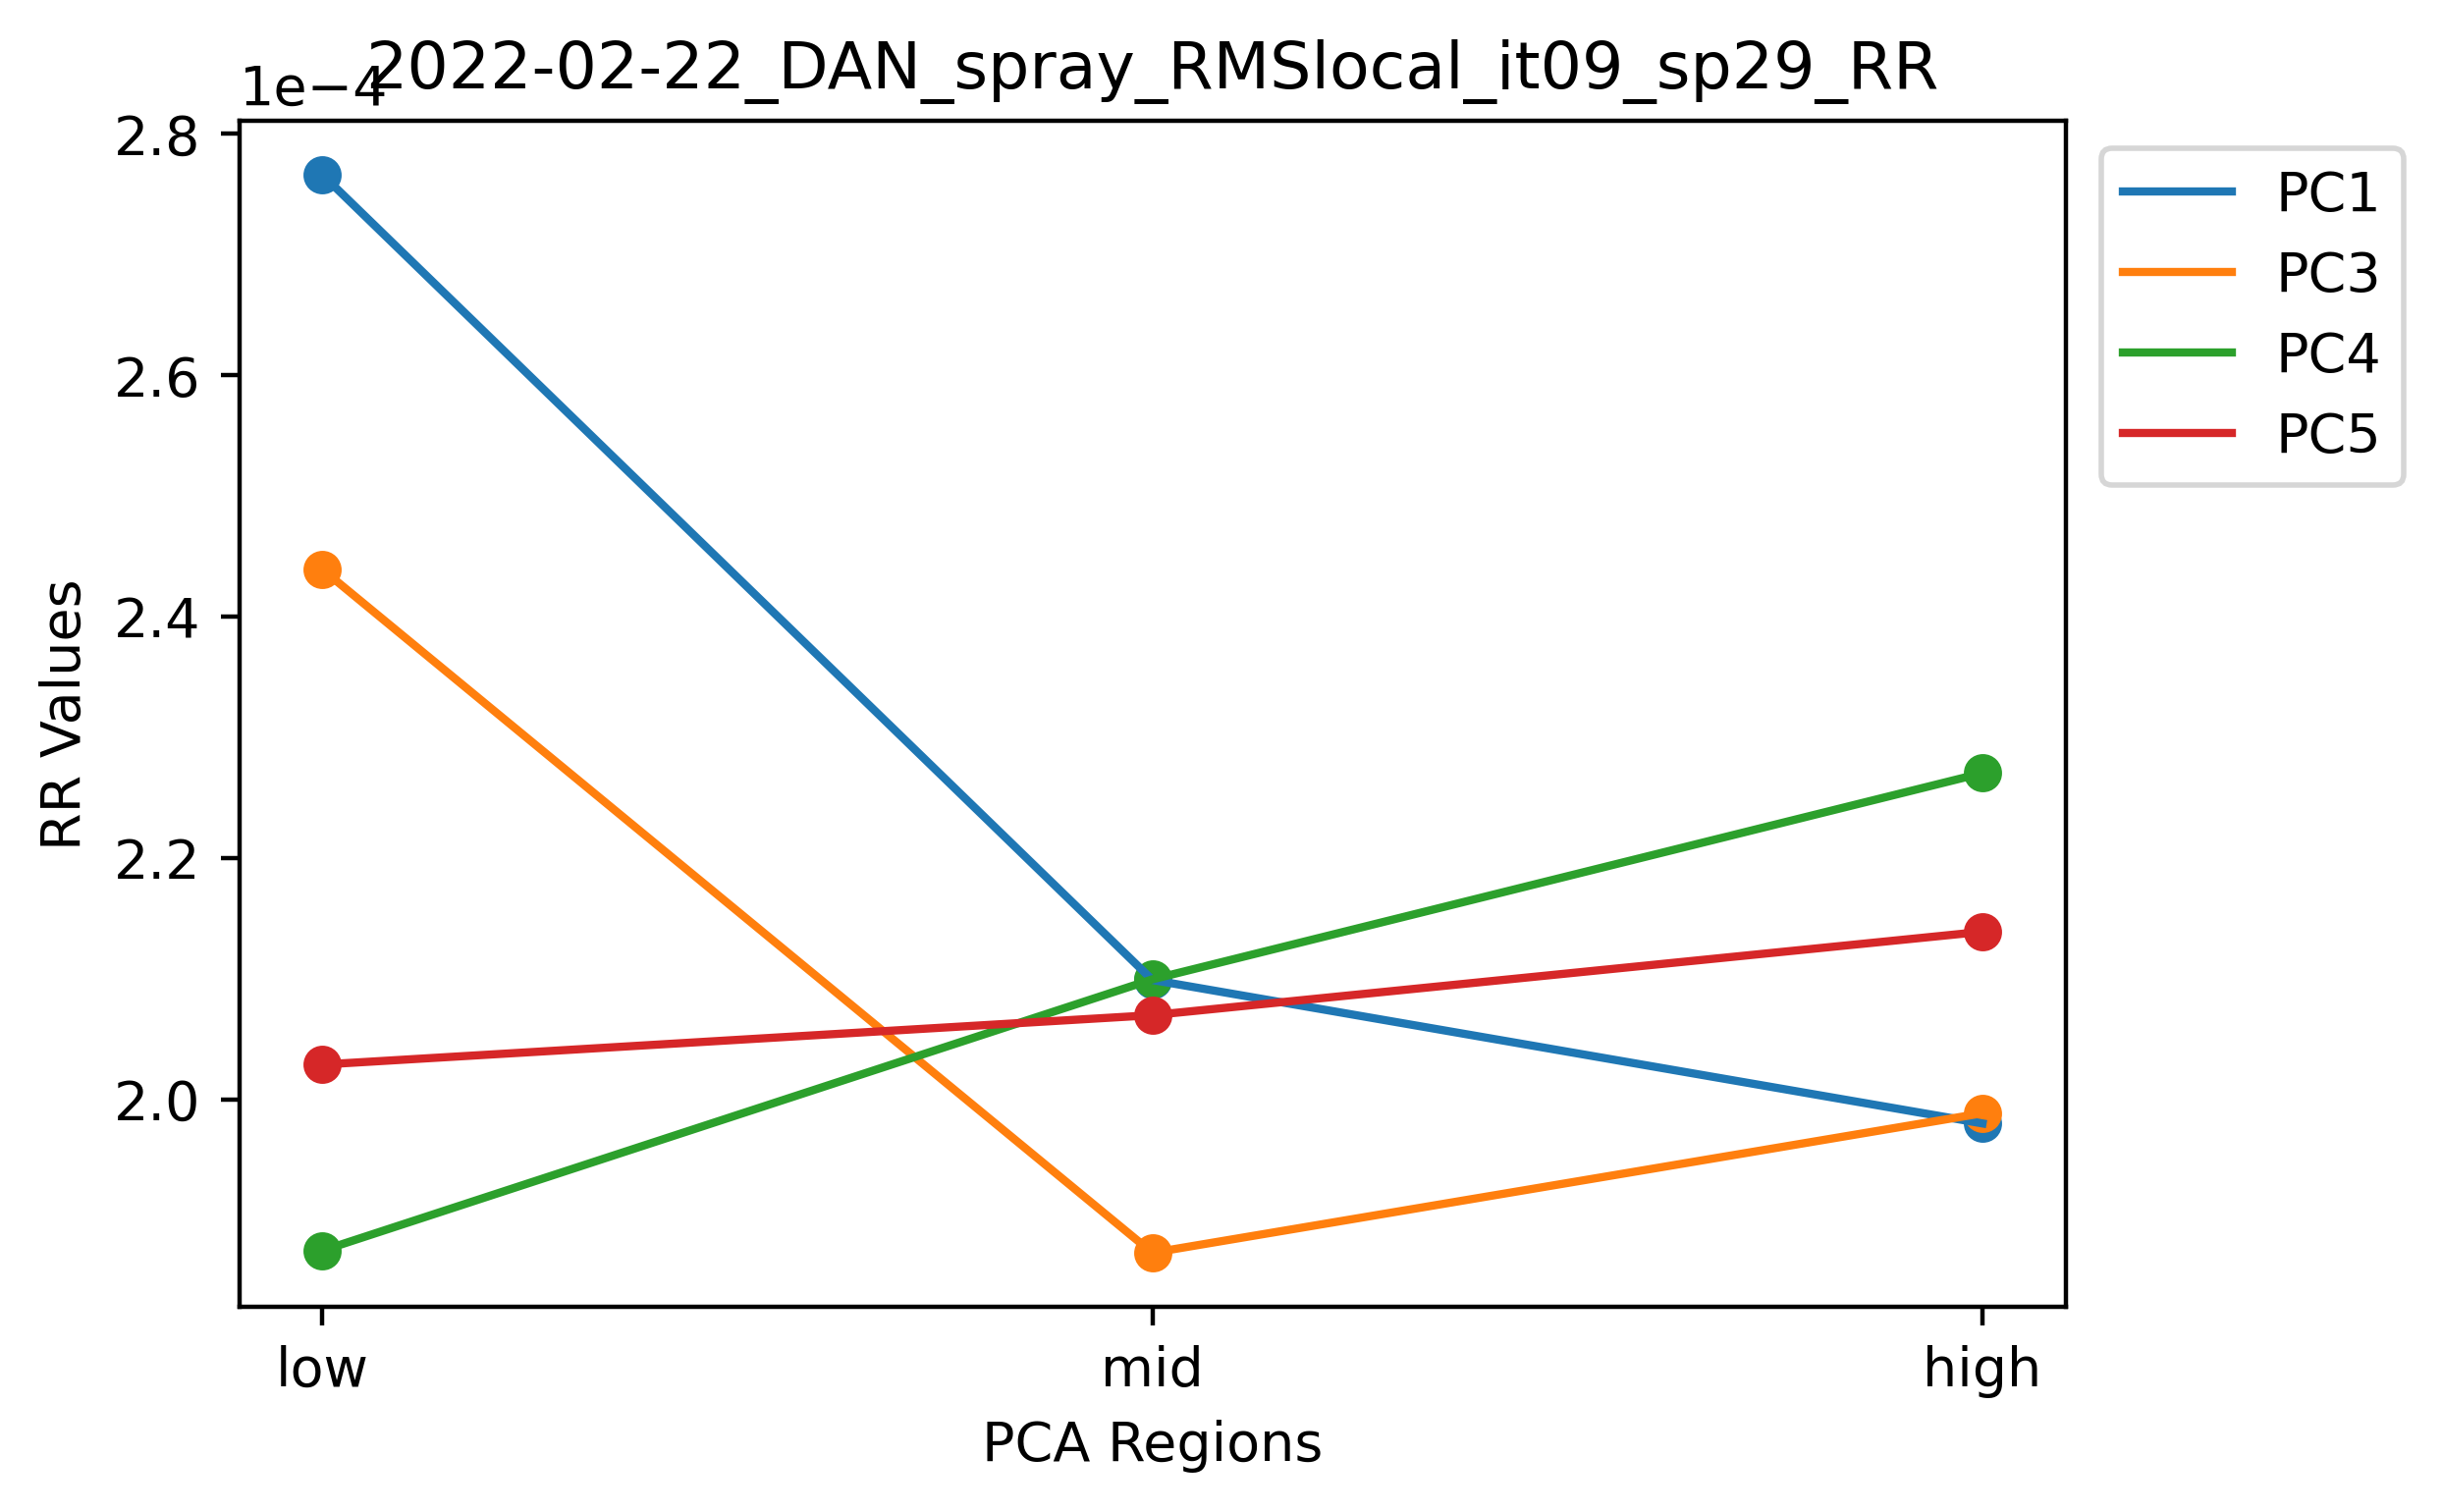 2022-02-22_DAN_spray_RMSlocal_it09_sp29_RR
1e−4
2.8
2.6
2.4
2.2
2.0
RR Values
low
mid
high
PCA Regions
PC1
PC3
PC4
PC5